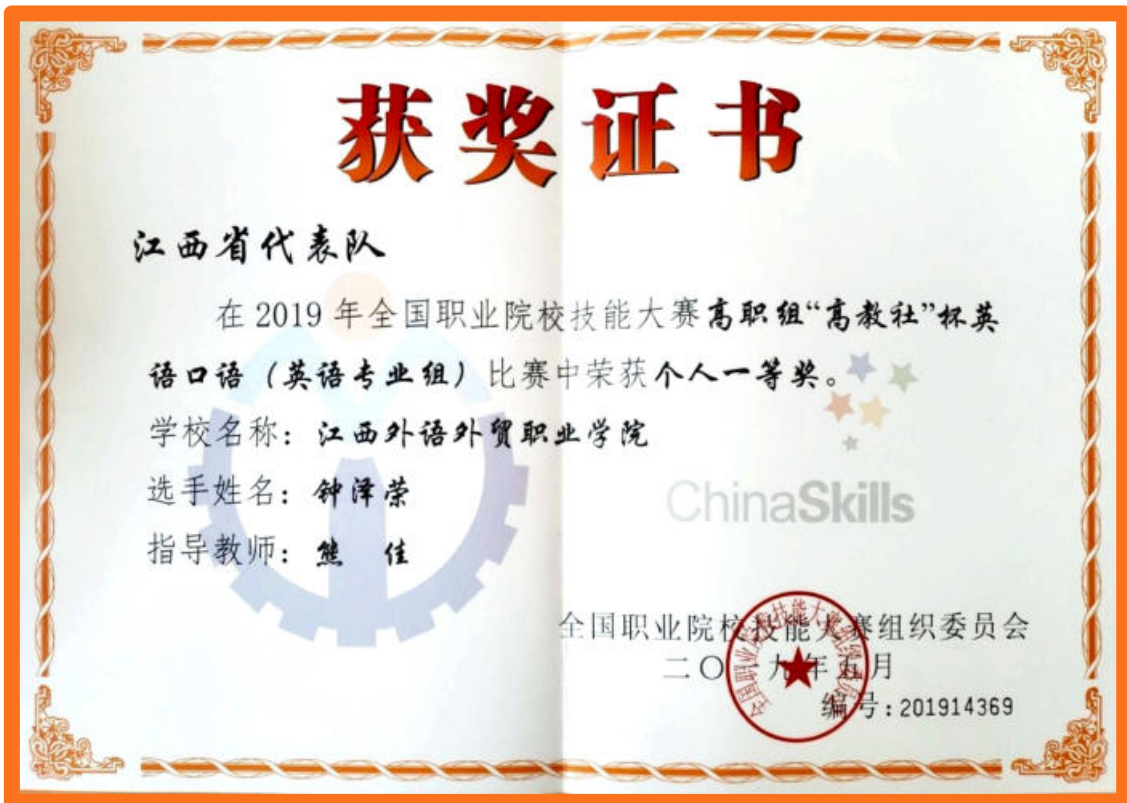 获奖证书
江西省代表队
在 2019 年全国职业院校技能大赛高职组“高教社”杯英
语口语（英语专业组）比赛中荣获个人一等奖。
学校名称：江西外语外贸职业学院
选手姓名：钟泽荣
指导教师：熊 佳
ChinaSkills
全国职业院校技能大赛组织委员会
二〇一九年五月
编号:201914369